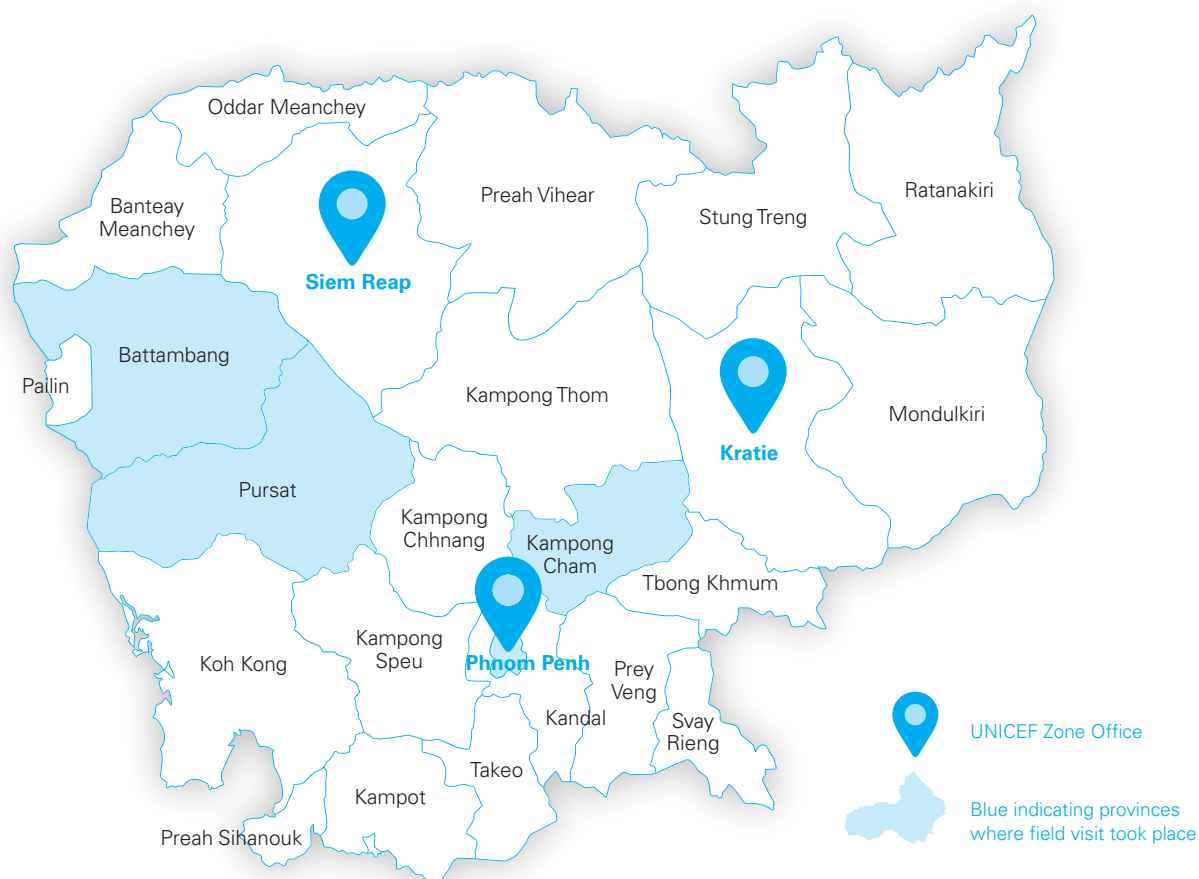 Oddar Meanchey
Banteay
Meanchey
Preah Vihear
Stung Treng
Ratanakiri
Siem Reap
Battambang
Pailin
Kampong Thom
Kratie
Mondulkiri
Pursat
Kampong
Chhnang
Kampong
Cham
Tbong Khmum
Koh Kong
Kampong
Speu
Phnom Penh
Prey
Veng
Kandal
Svay
Rieng
Takeo
Kampot
Preah Sihanouk
UNICEF Zone Office
Blue indicating provinces
where field visit took place